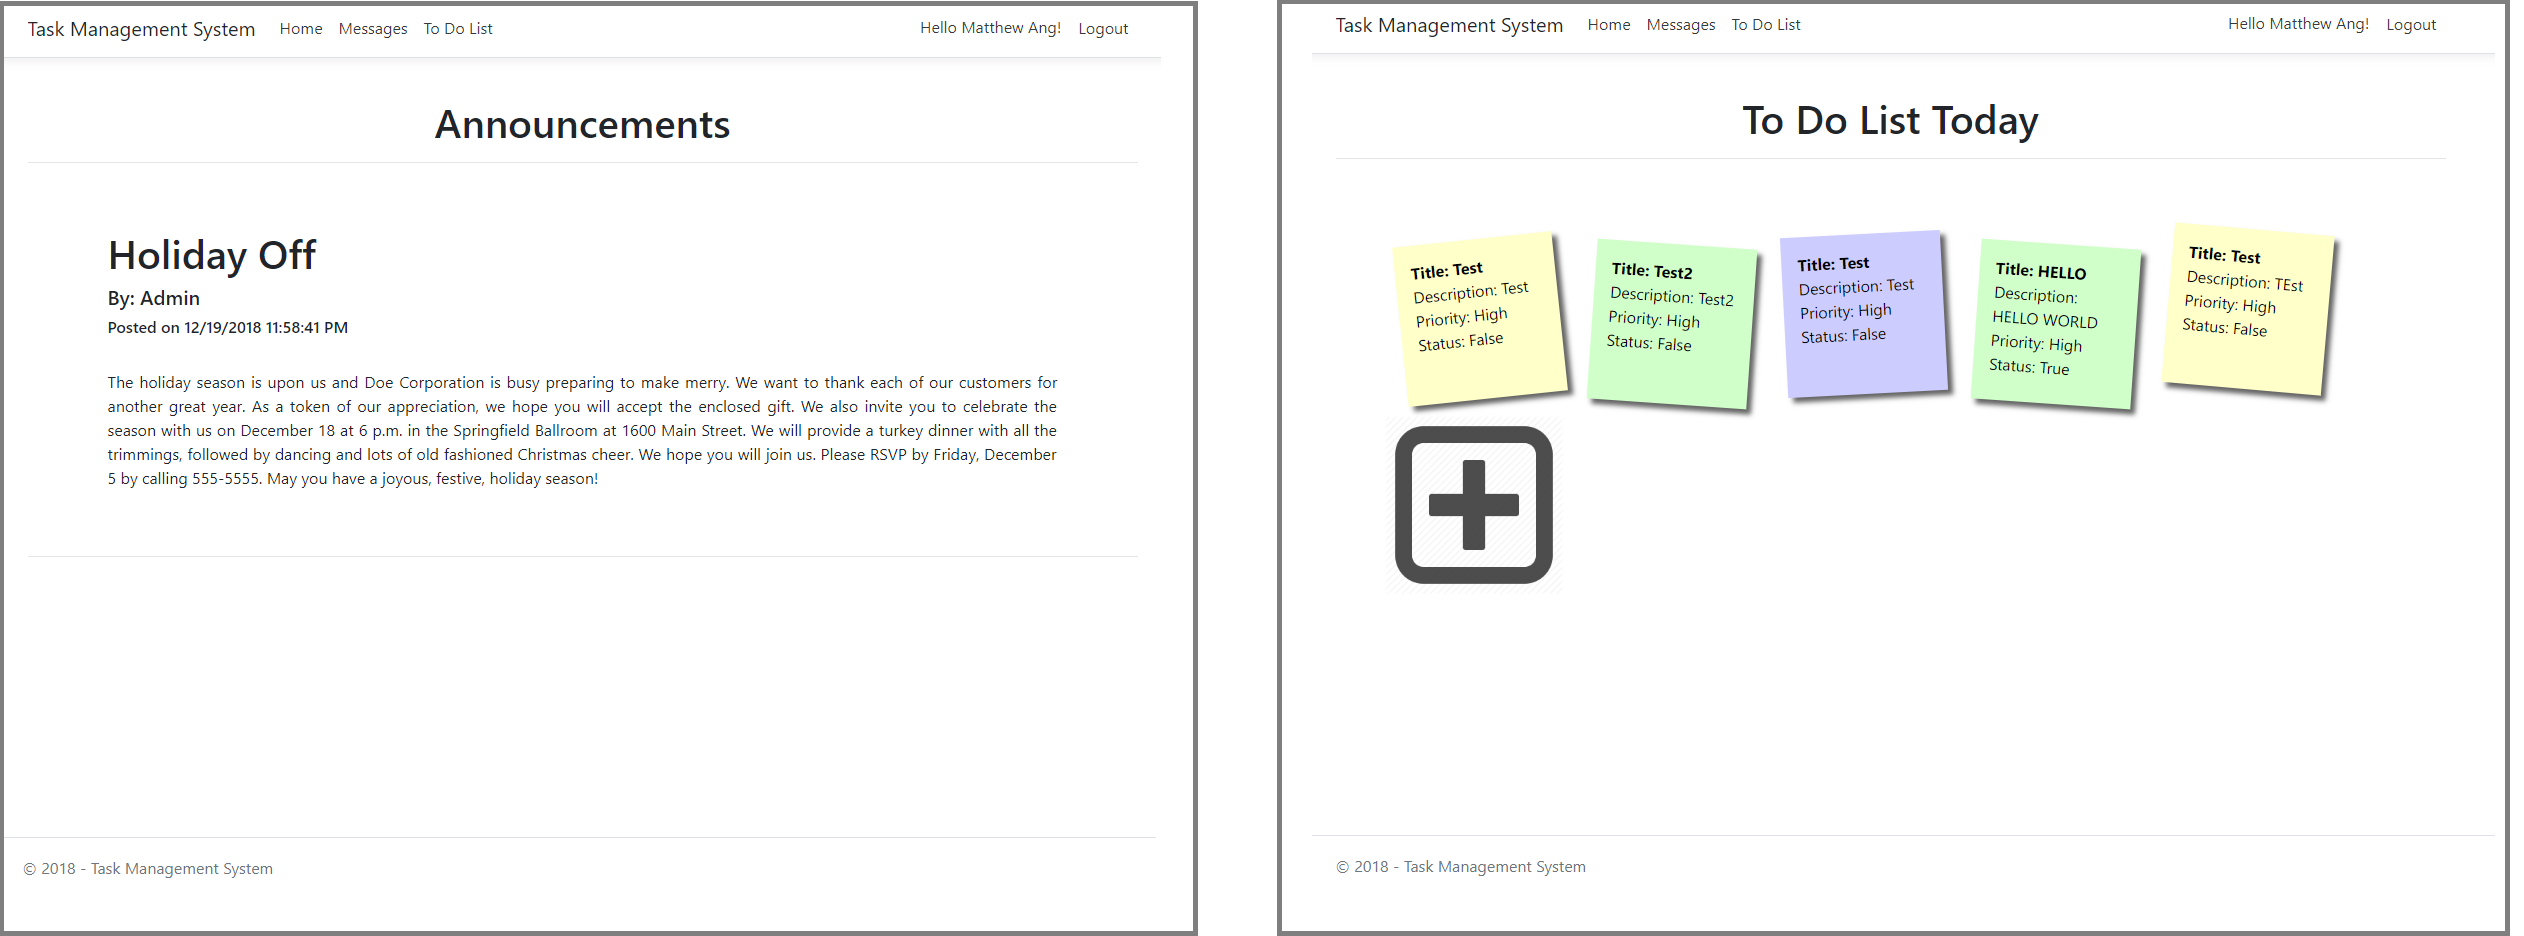 Task Management System Home Messages To Do List Hello Matthew Ang! Logout
Announcements
Holiday Off
By: Admin
Posted on 12/19/2018 11:58:41 PM
The holiday season is upon us and Doe Corporation is busy preparing to make merry. We want to thank each of our customers for
another great year. As a token of our appreciation, we hope you will accept the enclosed gift. We also invite you to celebrate the
season with us on December 18 at 6 p.m. in the Springfield Ballroom at 1600 Main Street. We will provide a turkey dinner with all the
trimmings, followed by dancing and lots of old fashioned Christmas cheer. We hope you will join us. Please RSVP by Friday, December
5 by calling 555-5555. May you have a joyous, festive, holiday season!
© 2018 - Task Management System
Task Management System Home Messages To Do List Hello Matthew Ang! Logout
To Do List Today
Title: Test
Description: Test
Priority: High
Status: False
Title: Test2
Description: Test2
Priority: High
Status: False
Title: Test
Description: Test
Priority: High
Status: False
Title: HELLO
Description:
HELLO WORLD
Priority: High
Status: True
Title: Test
Description: TEst
Priority: High
Status: False
© 2018 - Task Management System